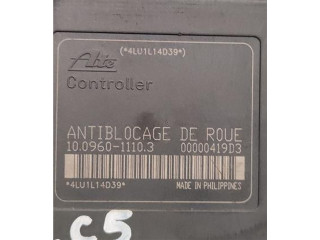 (*4LU1L14D39*)
Ate
Controller
ANTIBLOCAGE DE ROUE
10.0960-1110.3 00000419D3
*4LU1L14D39*
MADE IN PHILIPPINES
C5